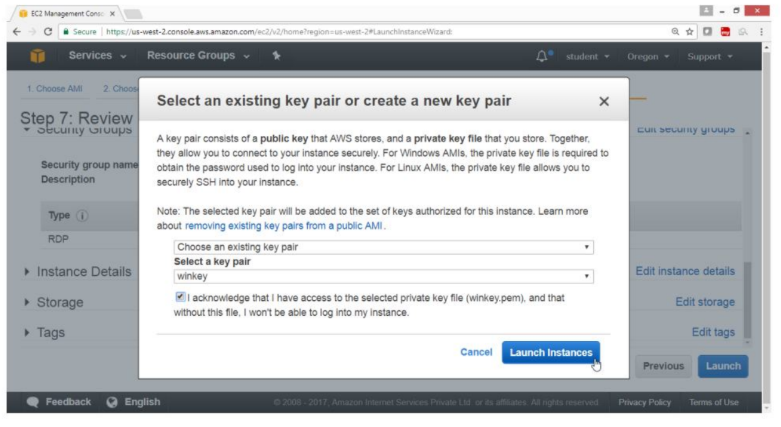 EC2 Management Conso
Secure | https://us-west-2.console.aws.amazon.com/ec2/v2/home?region=us-west-2#LaunchInstanceWizard:
Services Resource Groups student Oregon Support
1. Choose AMI 2. Choos
Step 7: Review
Security Groups Edit security groups
Security group name
Description
Type
RDP
Instance Details Edit instance details
Storage Edit storage
Tags Edit tags
Select an existing key pair or create a new key pair
A key pair consists of a public key that AWS stores, and a private key file that you store. Together,
they allow you to connect to your instance securely. For Windows AMIs, the private key file is required to
obtain the password used to log into your instance. For Linux AMIs, the private key file allows you to
securely SSH into your instance.
Note: The selected key pair will be added to the set of keys authorized for this instance. Learn more
about removing existing key pairs from a public AMI.
Choose an existing key pair
Select a key pair
winkey
I acknowledge that I have access to the selected private key file (winkey.pem), and that
without this file, I won't be able to log into my instance.
Cancel Launch Instances
Previous Launch
Feedback English © 2008 - 2017, Amazon Internet Services Private Ltd. or its affiliates. All rights reserved. Privacy Policy Terms of Use